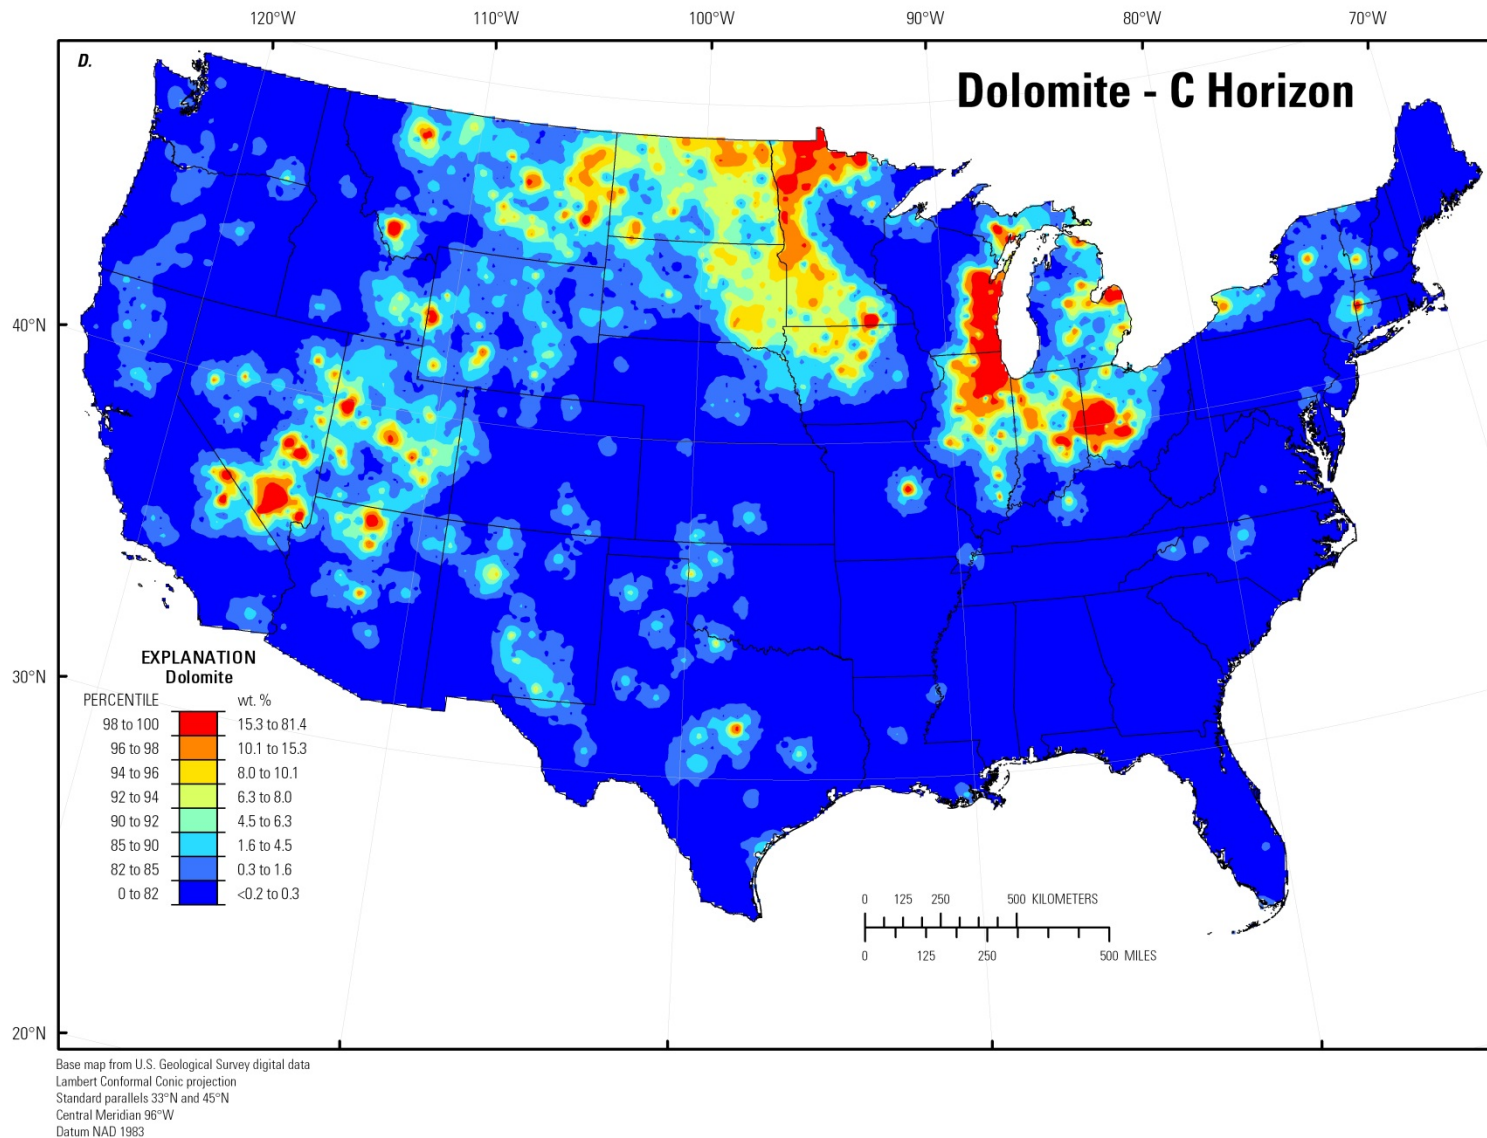 120°W 110°W 100°W 90°W 80°W 70°W
D.
Dolomite - C Horizon
40°N
30°N
20°N
EXPLANATION
Dolomite
PERCENTILE wt. %
98 to 100 15.3 to 81.4
96 to 98 10.1 to 15.3
94 to 96 8.0 to 10.1
92 to 94 6.3 to 8.0
90 to 92 4.5 to 6.3
85 to 90 1.6 to 4.5
82 to 85 0.3 to 1.6
0 to 82 <0.2 to 0.3
0 125 250 500 KILOMETERS
0 125 250 500 MILES
Base map from U.S. Geological Survey digital data
Lambert Conformal Conic projection
Standard parallels 33°N and 45°N
Central Meridian 96°W
Datum NAD 1983